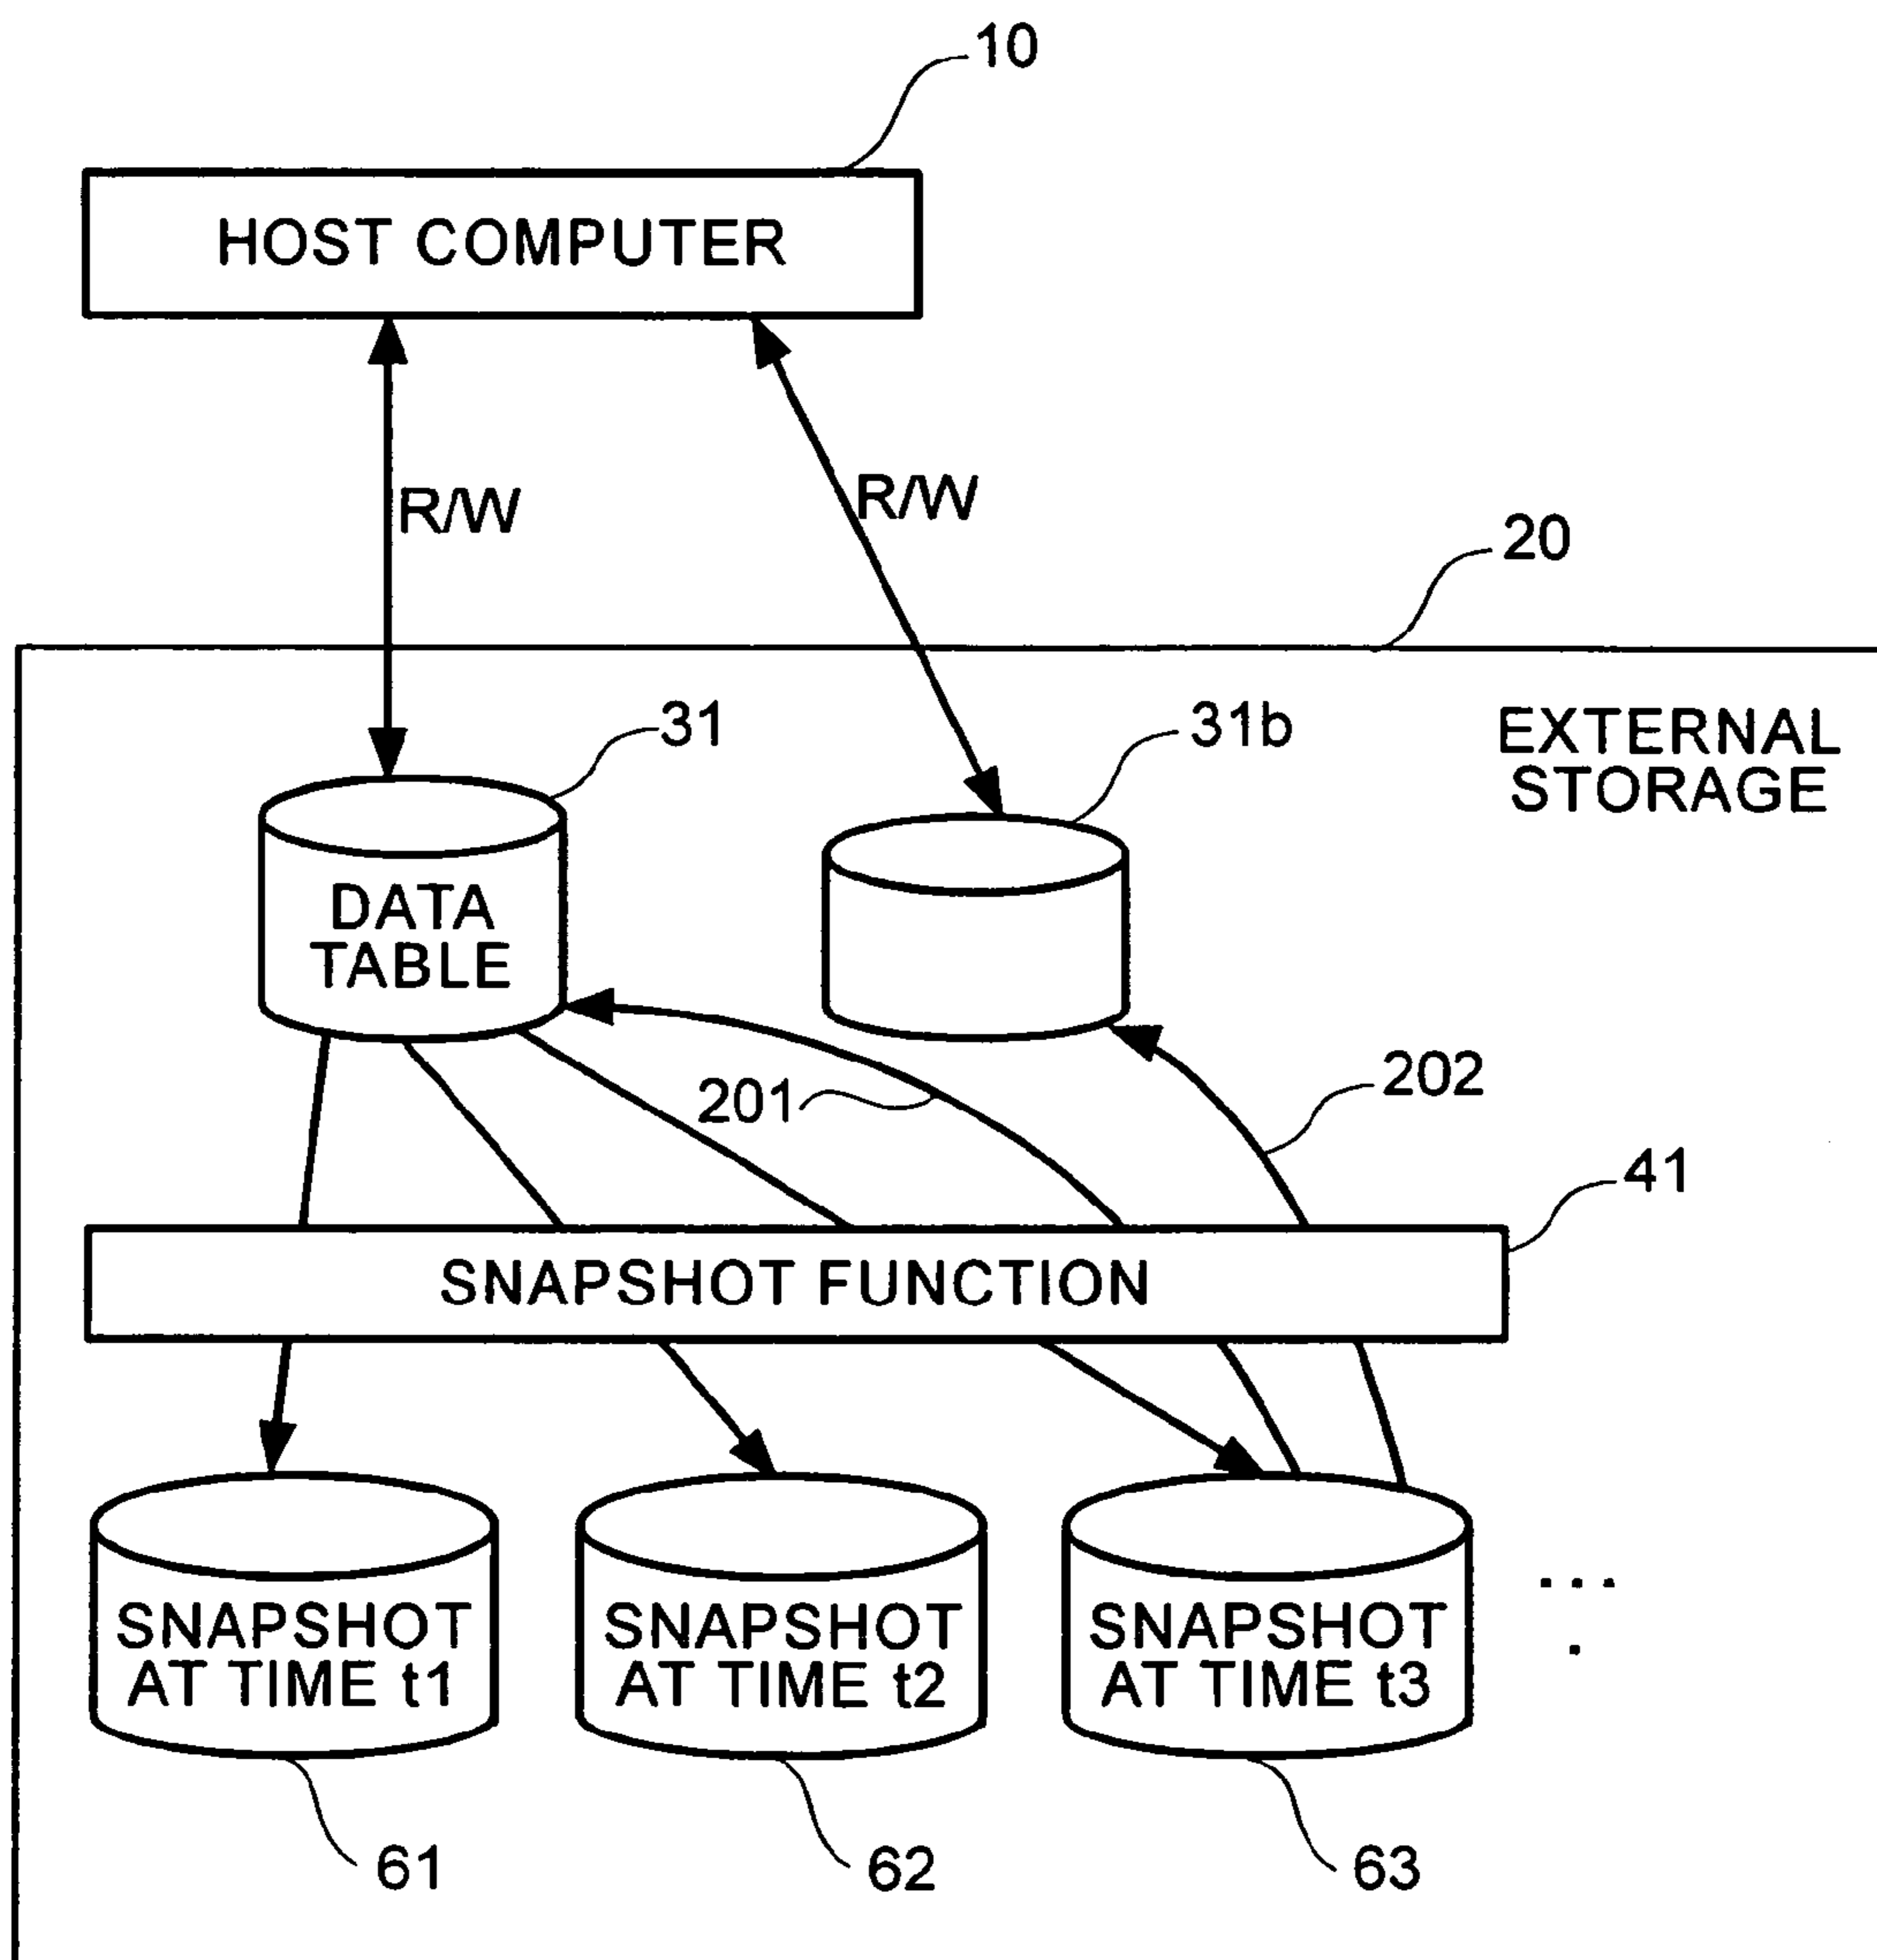 10
HOST COMPUTER
R/W
R/W
20
EXTERNAL
STORAGE
31
31b
DATA
TABLE
201
202
41
SNAPSHOT FUNCTION
SNAPSHOT
AT TIME t1
SNAPSHOT
AT TIME t2
SNAPSHOT
AT TIME t3
...
.
61
62
63